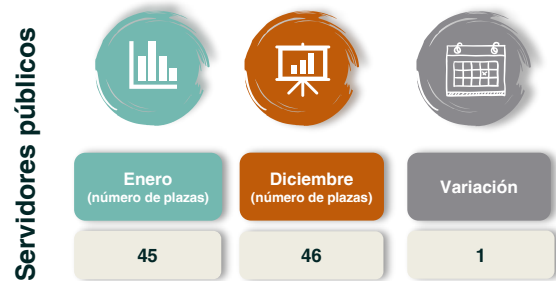 Servidores públicos
Enero
(número de plazas)
Diciembre
(número de plazas)
Variación
45
46
1